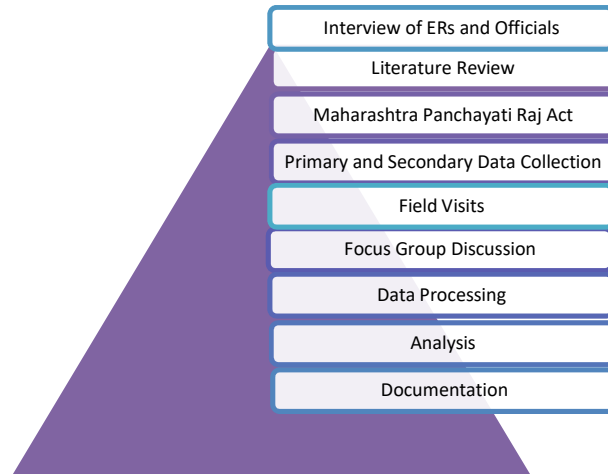 Interview of ERs and Officials
Literature Review
Maharashtra Panchayati Raj Act
Primary and Secondary Data Collection
Field Visits
Focus Group Discussion
Data Processing
Analysis
Documentation